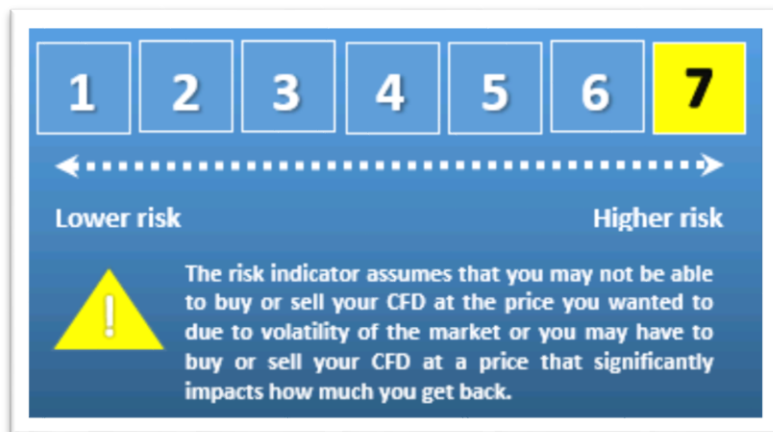 1 2 3 4 5 6 7
Lower risk Higher risk
!
The risk indicator assumes that you may not be able
to buy or sell your CFD at the price you wanted to
due to volatility of the market or you may have to
buy or sell your CFD at a price that significantly
impacts how much you get back.